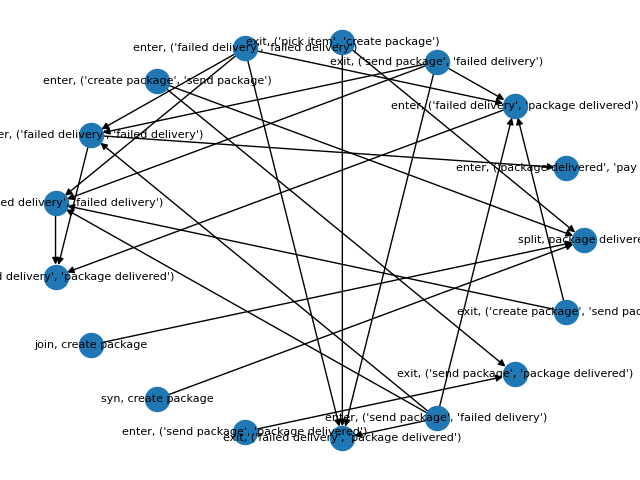 exit, ('pick item', 'create package')
enter, ('failed delivery', 'failed delivery')
exit, ('send package', 'failed delivery')
enter, ('create package', 'send package')
enter, ('failed delivery', 'package delivered')
er, ('failed delivery', 'failed delivery')
enter, ('package delivered', 'pay
ed delivery', 'failed delivery')
split, package delivere
d delivery', 'package delivered')
exit, ('create package', 'send pac
join, create package
exit, ('send package', 'package delivered')
syn, create package
enter, ('send package', 'failed delivery')
enter, ('send package', 'package delivered')
exit, ('failed delivery', 'package delivered')